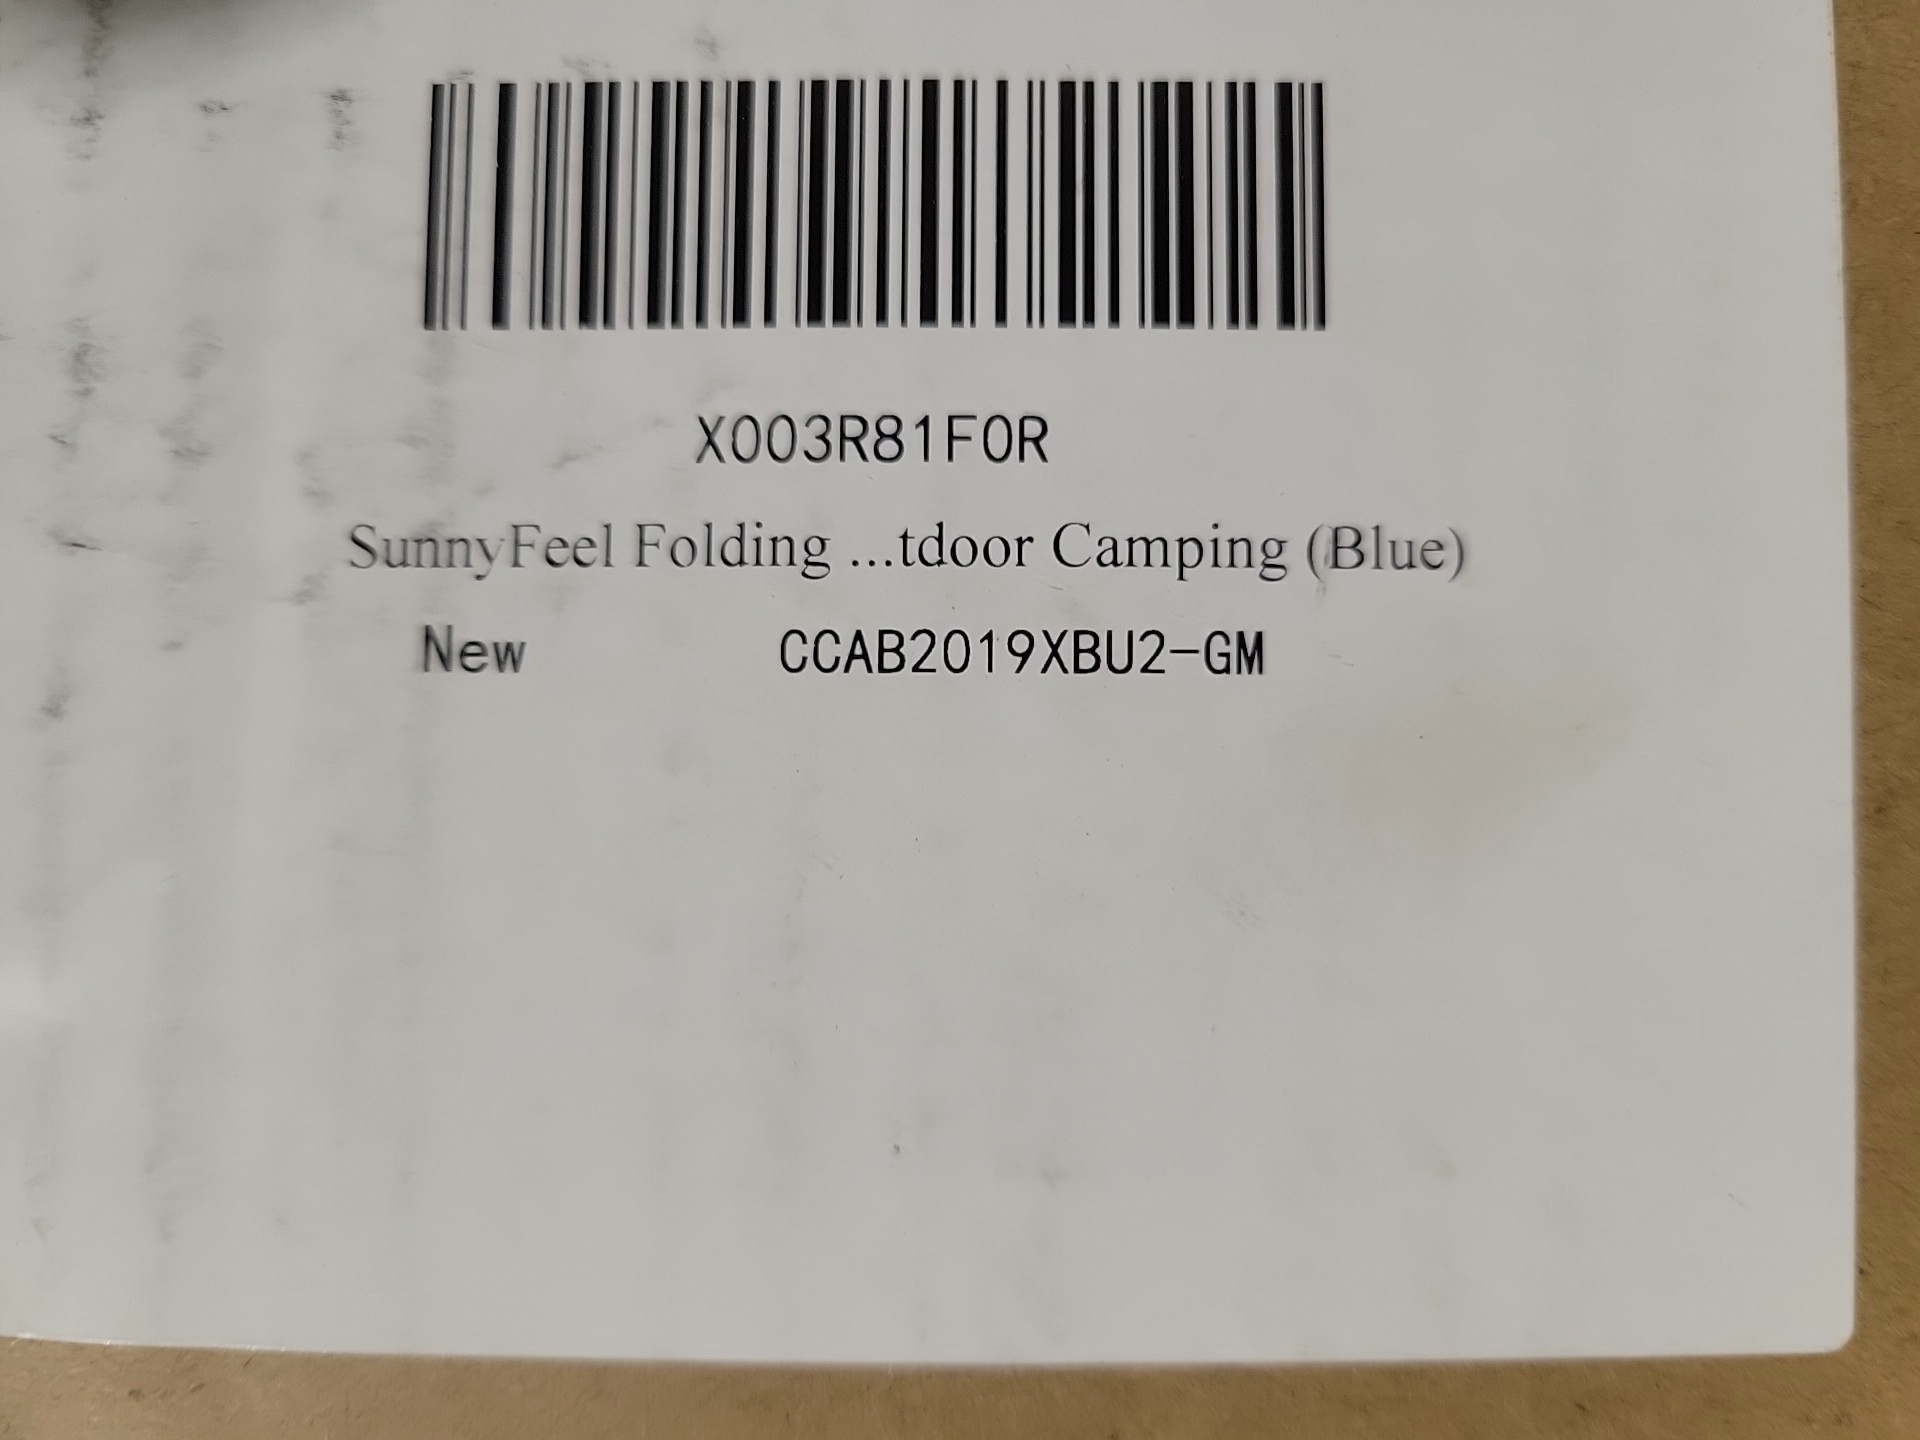 X003R81F0R
SunnyFeel Folding ...tdoor Camping (Blue)
New CCAB2019XBU2-GM